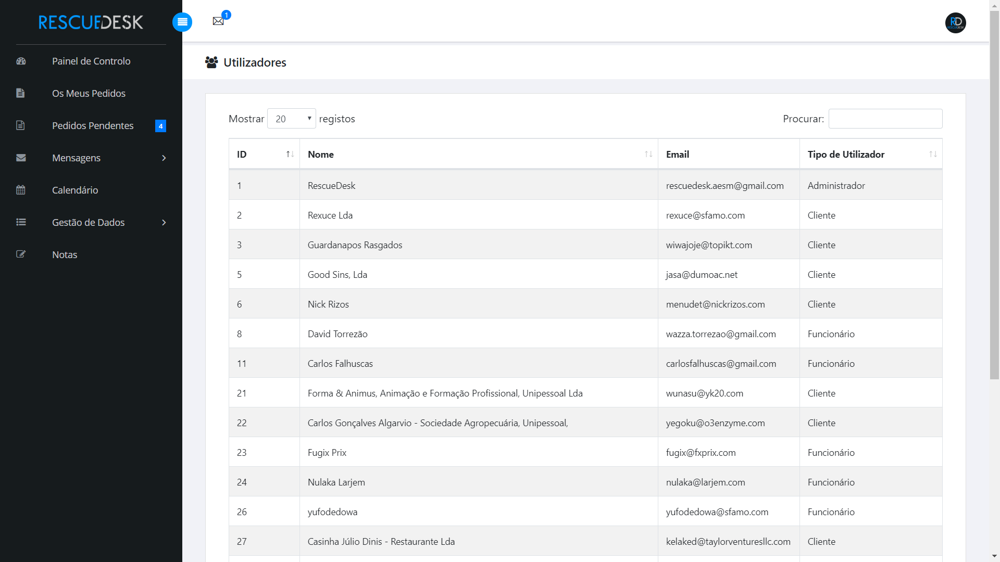 RESCUEDESK
1
RD
RESCUEDESK
Painel de Controlo
Os Meus Pedidos
Pedidos Pendentes 4
Mensagens
Calendário
Gestão de Dados
Notas
Utilizadores
Mostrar 20 registos
Procurar:
ID Nome Email Tipo de Utilizador
1 RescueDesk rescuedesk.aesm@gmail.com Administrador
2 Rexuce Lda rexuce@sfamo.com Cliente
3 Guardanapos Rasgados wiwajoje@topikt.com Cliente
5 Good Sins, Lda jasa@dumoac.net Cliente
6 Nick Rizos menudet@nickrizos.com Cliente
8 David Torrezão wazza.torrezao@gmail.com Funcionário
11 Carlos Falhuscas carlosfalhuscas@gmail.com Funcionário
21 Forma & Animus, Animação e Formação Profissional, Unipessoal Lda wunasu@yk20.com Cliente
22 Carlos Gonçalves Algarvio - Sociedade Agropecuária, Unipessoal, yegoku@o3enzyme.com Cliente
23 Fugix Prix fugix@fxprix.com Funcionário
24 Nulaka Larjem nulaka@larjem.com Funcionário
26 yufodedowa yufodedowa@sfamo.com Funcionário
27 Casinha Júlio Dinis - Restaurante Lda kelaked@taylorventuresllc.com Cliente